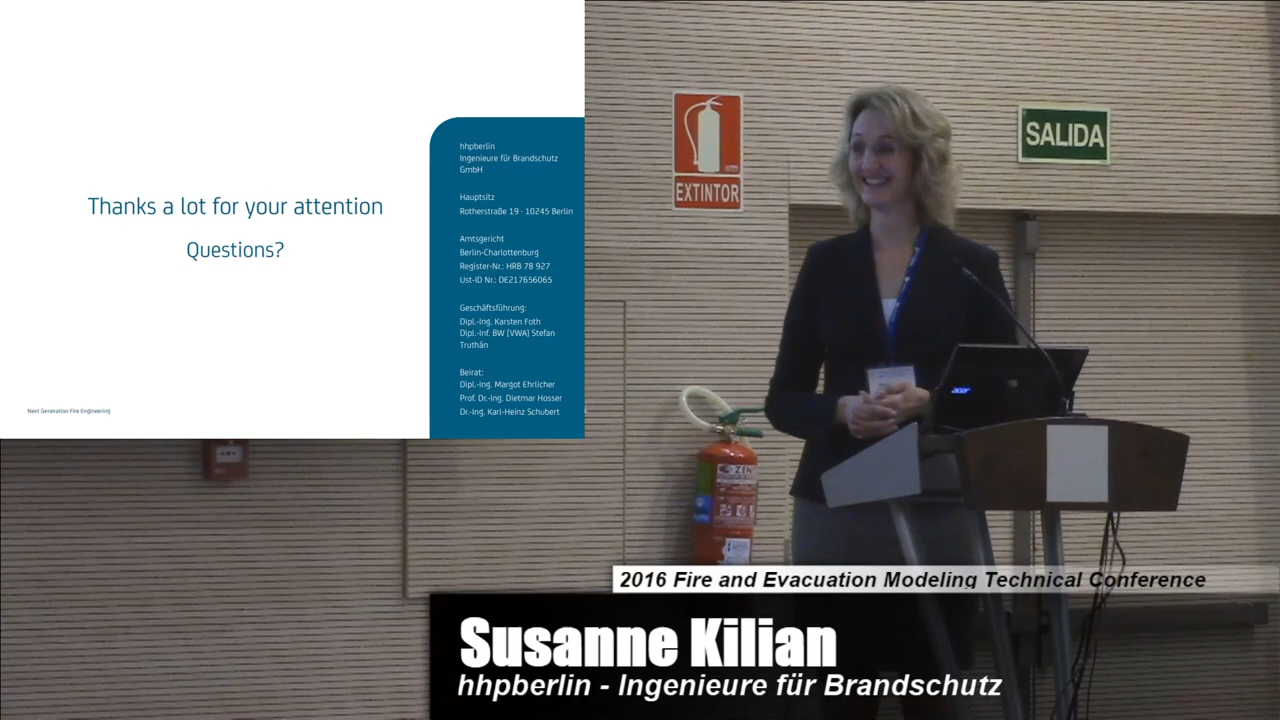 Thanks a lot for your attention
Questions?
Next Generation Fire Engineering
hhpberlin
Ingenieure für Brandschutz
GmbH
Hauptsitz
Rotherstraße 19 · 10245 Berlin
Amtsgericht
Berlin-Charlottenburg
Register-Nr.: HRB 78 927
Ust-ID Nr.: DE217656065
Geschäftsführung:
Dipl.-Ing. Karsten Foth
Dipl.-Inf. BW [VWA] Stefan
Truthän
Beirat:
Dipl.-Ing. Margot Ehrlicher
Prof. Dr.-Ing. Dietmar Hosser
Dr.-Ing. Karl-Heinz Schubert
EXTINTOR
SALIDA
acer
ZEN
2016 Fire and Evacuation Modeling Technical Conference
Susanne Kilian
hhpberlin - Ingenieure für Brandschutz